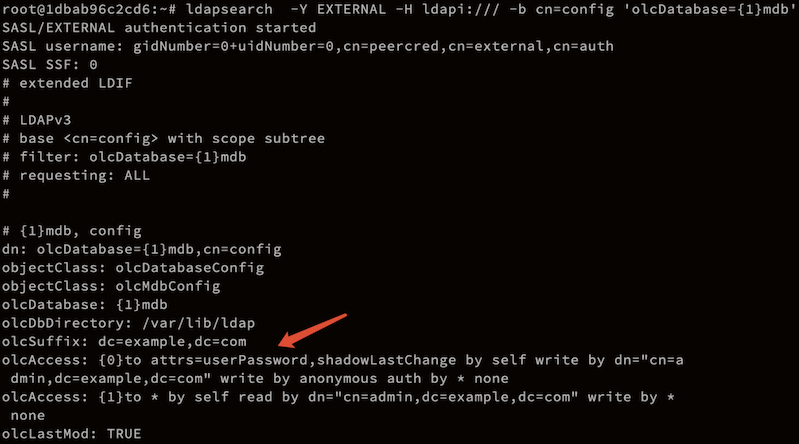 root@1dbab96c2cd6:~# ldapsearch  -Y EXTERNAL -H ldapi:/// -b cn=config 'olcDatabase={1}mdb'
SASL/EXTERNAL authentication started
SASL username: gidNumber=0+uidNumber=0,cn=peercred,cn=external,cn=auth
SASL SSF: 0
# extended LDIF
#
# LDAPv3
# base <cn=config> with scope subtree
# filter: olcDatabase={1}mdb
# requesting: ALL
#

# {1}mdb, config
dn: olcDatabase={1}mdb,cn=config
objectClass: olcDatabaseConfig
objectClass: olcMdbConfig
olcDatabase: {1}mdb
olcDbDirectory: /var/lib/ldap
olcSuffix: dc=example,dc=com
olcAccess: {0}to attrs=userPassword,shadowLastChange by self write by dn="cn=a
 dmin,dc=example,dc=com" write by anonymous auth by * none
olcAccess: {1}to * by self read by dn="cn=admin,dc=example,dc=com" write by *
 none
olcLastMod: TRUE